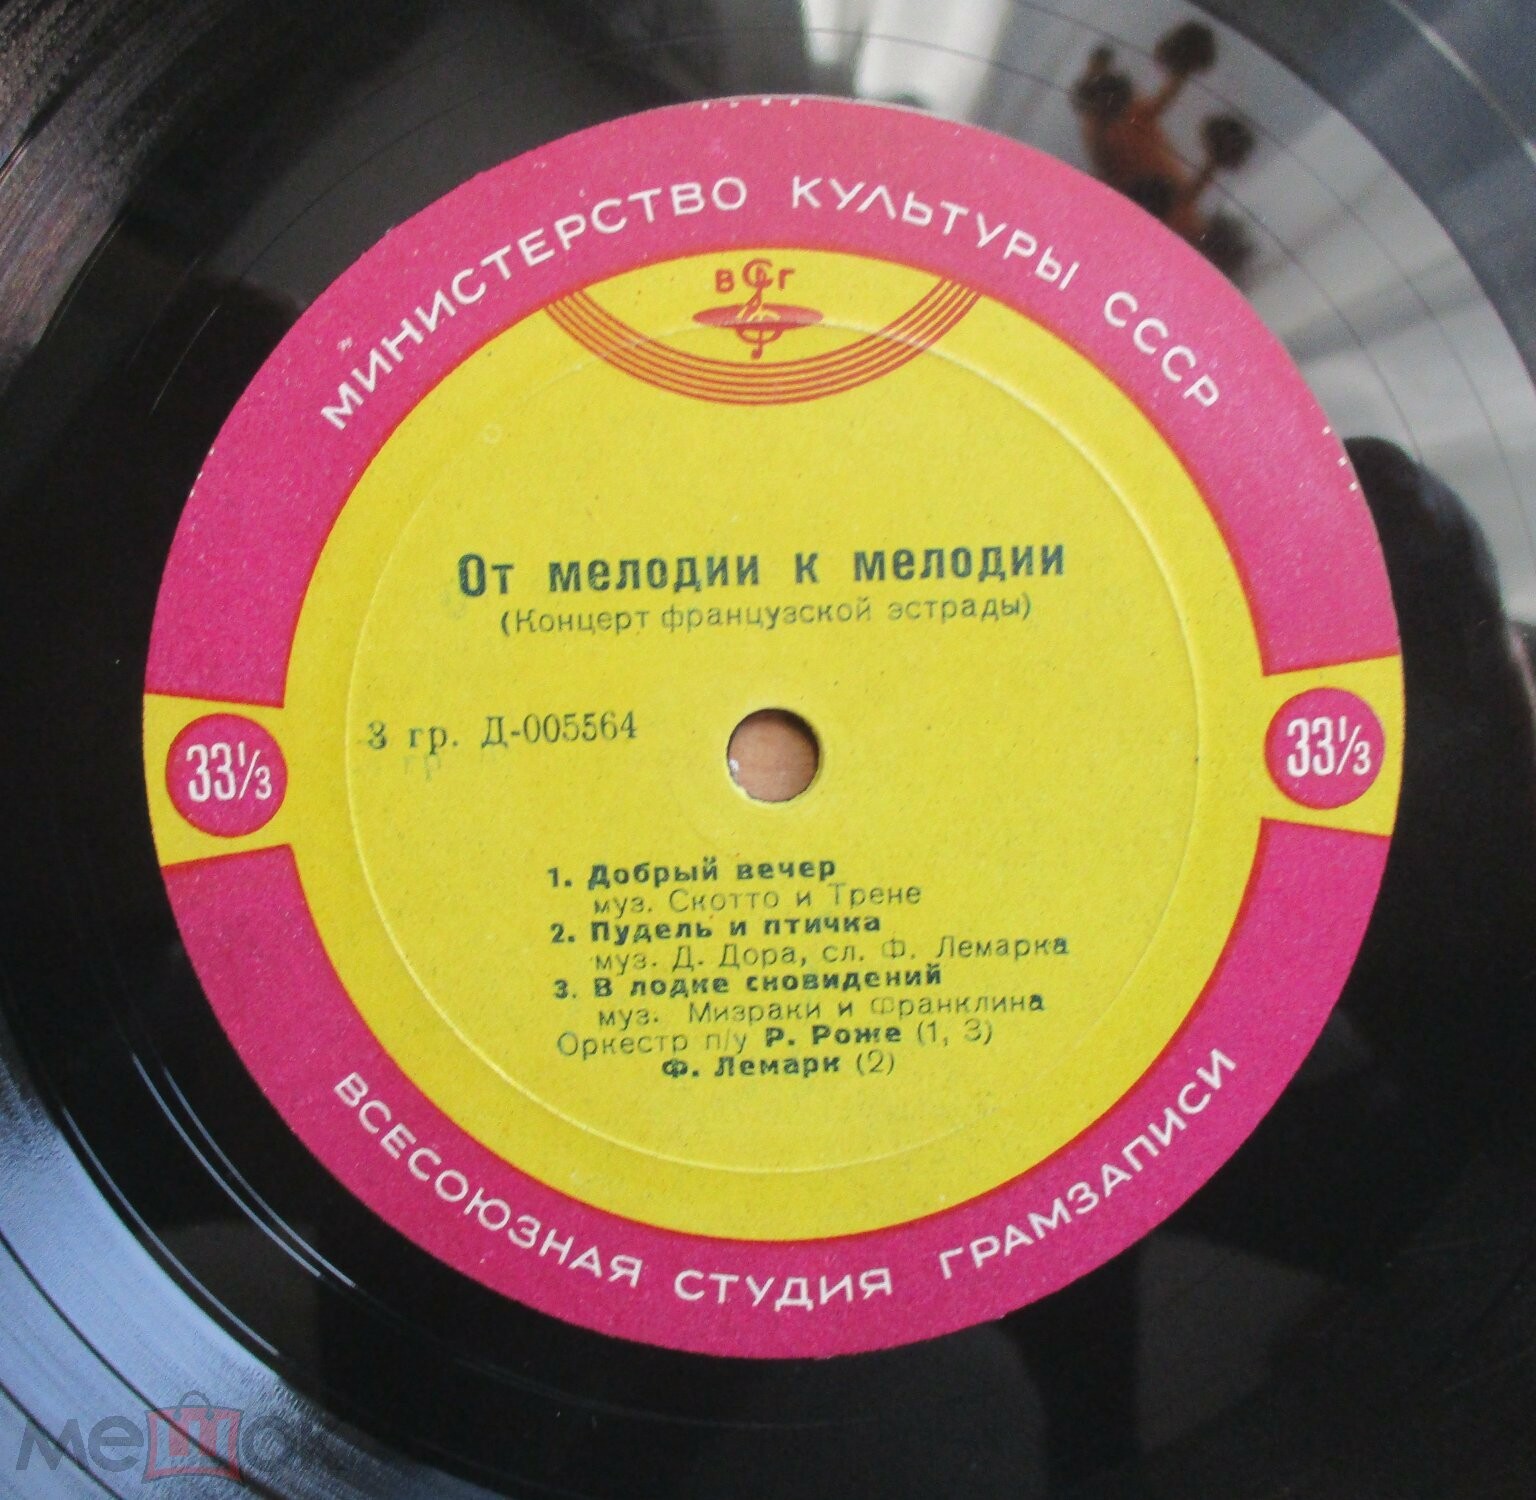 МИНИСТЕРСТВО КУЛЬТУРЫ СССР
ВСГ
От мелодии к мелодии
(Концерт французской эстрады)
3 гр. Д-005564
33⅓
33⅓
1. Добрый вечер
муз. Скотто и Трене
2. Пудель и птичка
муз. Д. Дора, сл. Ф. Лемарка
3. В лодке сновидений
муз. Мизраки и Франклина
Оркестр п/у Р. Роже (1, 3)
Ф. Лемарк (2)
ВСЕСОЮЗНАЯ СТУДИЯ ГРАМЗАПИСИ
мешок